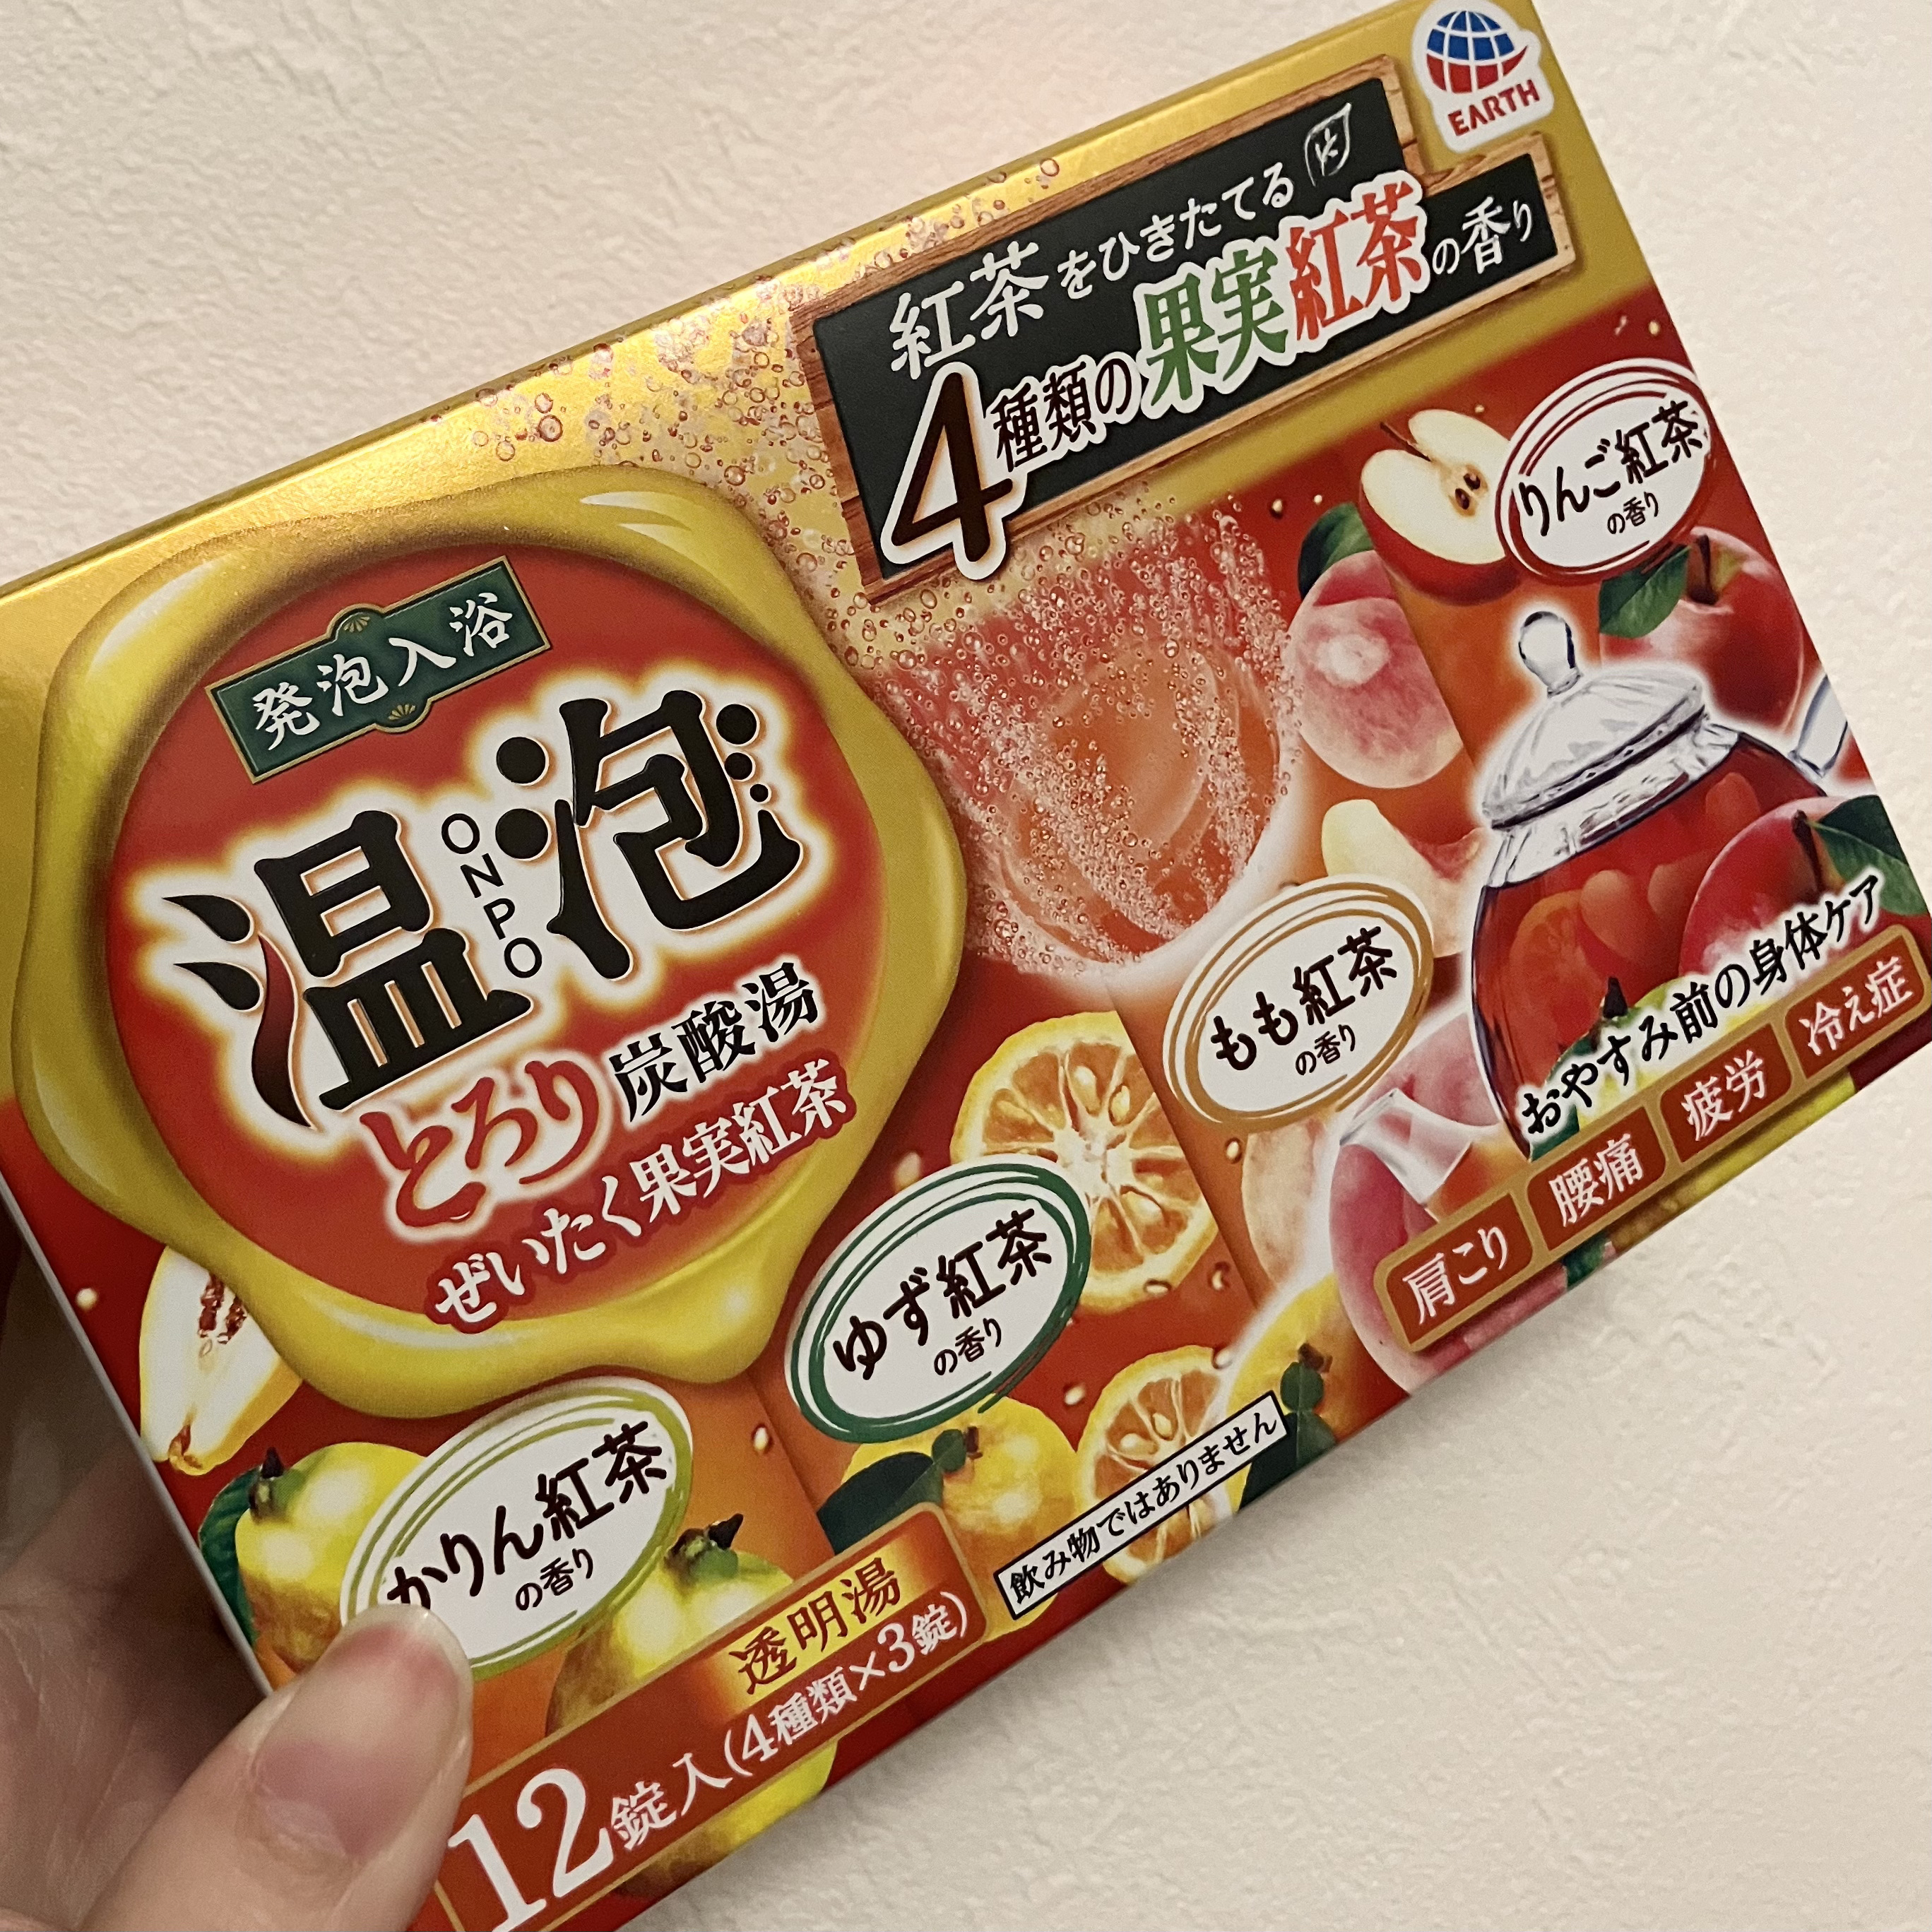 EARTH
紅茶をひきたてる
4種類の果実紅茶の香り
りんご紅茶
の香り
発泡入浴
温泡
ONPO
とろり炭酸湯
ぜいたく果実紅茶
もも紅茶
の香り
おやすみ前の身体ケア
肩こり 腰痛 疲労 冷え症
ゆず紅茶
の香り
かりん紅茶
の香り
飲み物ではありません
透明湯
12錠入(4種類×3錠)